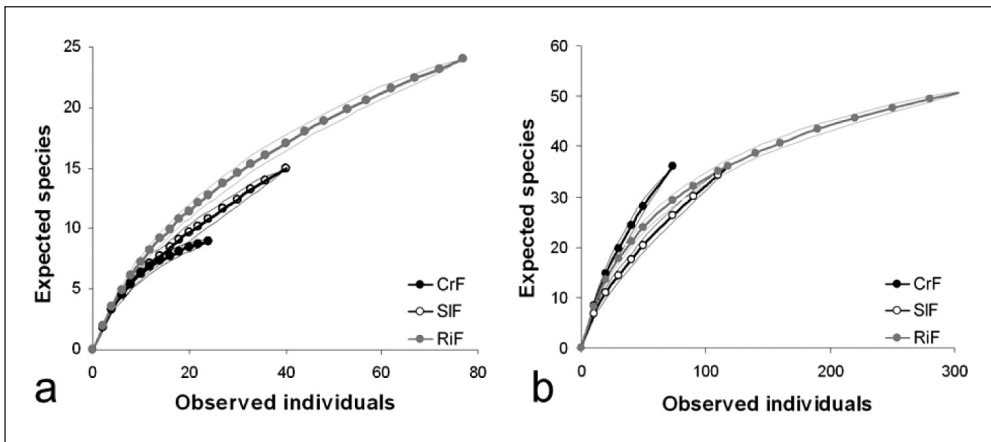 25
20
15
10
5
0
Expected species
0 20 40 60 80
Observed individuals
CrF
SlF
RiF
a
60
50
40
30
20
10
0
Expected species
0 100 200 300
Observed individuals
CrF
SlF
RiF
b